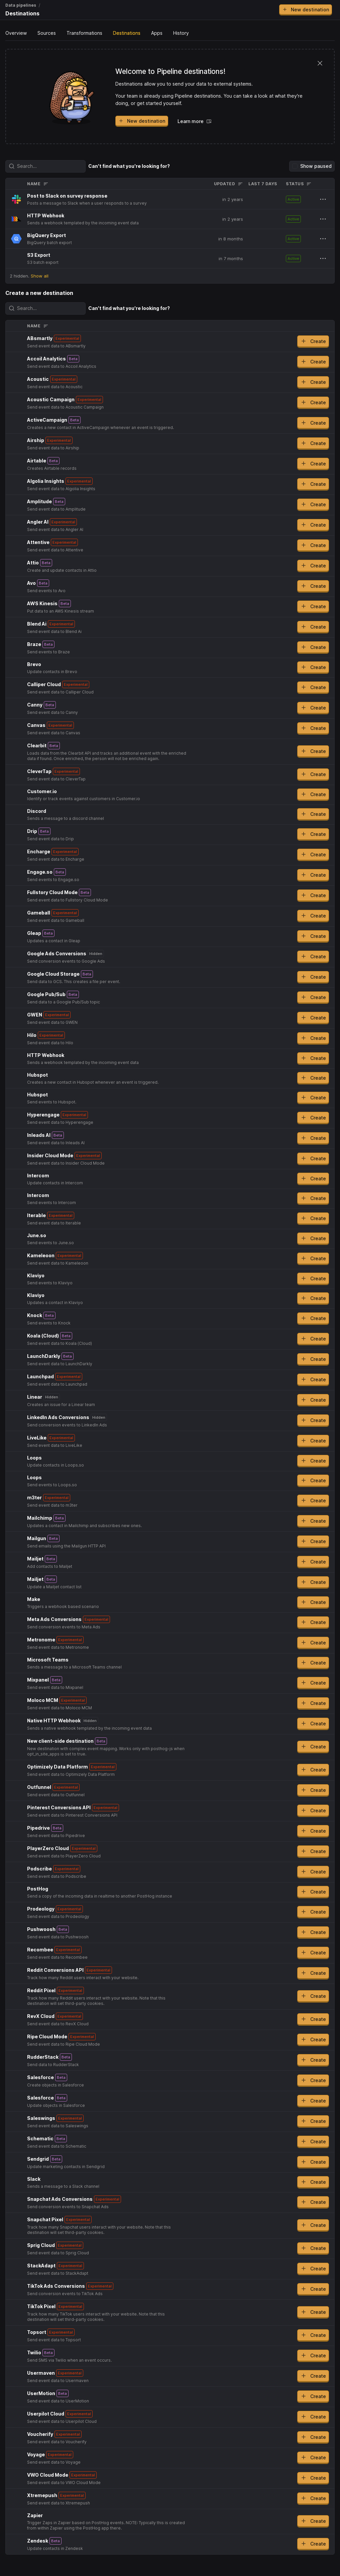 Data pipelines /
Destinations
New destination
Overview Sources Transformations Destinations Apps History
Welcome to Pipeline destinations!
Destinations allow you to send your data to external systems.
Your team is already Pipeline destinations. You can take a look at what they're
doing, or get started yourself.
New destination Learn more
Search... Can't find what you're looking for? Show paused
NAME UPDATED LAST 7 DAYS STATUS
Post to Slack on survey response
Posts a message to Slack when a user responds to a survey
in 2 years Active
HTTP Webhook
Sends a webhook templated by the incoming event data
in 2 years Active
BigQuery Export
BigQuery batch export
in 6 months Active
S3 Export
S3 batch export
in 7 months Active
2 hidden. Show all
Create a new destination
Search... Can't find what you're looking for?
NAME
ABsmartly Experimental
Send event data to ABsmartly
Create
Accoil Analytics Beta
Send event data to Accoil Analytics
Create
Acoustic Experimental
Send event data to Acoustic
Create
Acoustic Campaign Experimental
Send event data to Acoustic Campaign
Create
ActiveCampaign Beta
Creates a new contact in ActiveCampaign whenever an event is triggered.
Create
Airship Experimental
Send event data to Airship
Create
Airtable Beta
Creates Airtable records
Create
Algolia Insights Experimental
Send event data to Algolia Insights
Create
Amplitude Beta
Send event data to Amplitude
Create
Angler AI Experimental
Send event data to Angler AI
Create
Attentive Experimental
Send event data to Attentive
Create
Attio Beta
Create and update contacts in Attio
Create
Avo Beta
Send events to Avo
Create
AWS Kinesis Beta
Put data to an AWS Kinesis stream
Create
Blend Ai Experimental
Send event data to Blend Ai
Create
Braze Beta
Send events to Braze
Create
Brevo
Update contacts in Brevo
Create
Calliper Cloud Experimental
Send event data to Calliper Cloud
Create
Canny Beta
Send event data to Canny
Create
Canvas Experimental
Send event data to Canvas
Create
Clearbit Beta
Loads data from the Clearbit API and tracks an additional event with the enriched
data if found. Once enriched, the person will not be enriched again.
Create
CleverTap Experimental
Send event data to CleverTap
Create
Customer.io
Identify or track events against customers in Customer.io
Create
Discord
Sends a message to a discord channel
Create
Drip Beta
Send event data to Drip
Create
Encharge Experimental
Send event data to Encharge
Create
Engage.so Beta
Send events to Engage.so
Create
Fullstory Cloud Mode Beta
Send event data to Fullstory Cloud Mode
Create
Gameball Experimental
Send event data to Gameball
Create
Gleap Beta
Updates a contact in Gleap
Create
Google Ads Conversions Hidden
Send conversion events to Google Ads
Create
Google Cloud Storage Beta
Send data to GCS. This creates a file per event.
Create
Google Pub/Sub Beta
Send data to a Google Pub/Sub topic
Create
GWEN Experimental
Send event data to GWEN
Create
Hilo Experimental
Send event data to Hilo
Create
HTTP Webhook
Sends a webhook templated by the incoming event data
Create
Hubspot
Creates a new contact in Hubspot whenever an event is triggered.
Create
Hubspot
Send events to Hubspot.
Create
Hyperengage Experimental
Send event data to Hyperengage
Create
Inleads AI Beta
Send event data to Inleads AI
Create
Insider Cloud Mode Experimental
Send event data to Insider Cloud Mode
Create
Intercom
Update contacts in Intercom
Create
Intercom
Send events to Intercom
Create
Iterable Experimental
Send event data to Iterable
Create
June.so
Send events to June.so
Create
Kameleoon Experimental
Send event data to Kameleoon
Create
Klaviyo
Send events to Klaviyo
Create
Klaviyo
Updates a contact in Klaviyo
Create
Knock Beta
Send events to Knock
Create
Koala (Cloud) Beta
Send event data to Koala (Cloud)
Create
LaunchDarkly Beta
Send event data to LaunchDarkly
Create
Launchpad Experimental
Send event data to Launchpad
Create
Linear Hidden
Creates an issue for a Linear team
Create
LinkedIn Ads Conversions Hidden
Send conversion events to LinkedIn Ads
Create
LiveLike Experimental
Send event data to LiveLike
Create
Loops
Update contacts in Loops.so
Create
Loops
Send events to Loops.so
Create
m3ter Experimental
Send event data to m3ter
Create
Mailchimp Beta
Updates a contact in Mailchimp and subscribes new ones.
Create
Mailgun Beta
Send emails using the Mailgun HTTP API
Create
Mailjet Beta
Add contacts to Mailjet
Create
Mailjet Beta
Update a Mailjet contact list
Create
Make
Triggers a webhook based scenario
Create
Meta Ads Conversions Experimental
Send conversion events to Meta Ads
Create
Metronome Experimental
Send event data to Metronome
Create
Microsoft Teams
Sends a message to a Microsoft Teams channel
Create
Mixpanel Beta
Send event data to Mixpanel
Create
Moloco MCM Experimental
Send event data to Moloco MCM
Create
Native HTTP Webhook Hidden
Sends a native webhook templated by the incoming event data
Create
New client-side destination Beta
New destination with complex event mapping. Works only with posthog-js when
opt_in_site_apps is set to true.
Create
Optimizely Data Platform Experimental
Send event data to Optimizely Data Platform
Create
Outfunnel Experimental
Send event data to Outfunnel
Create
Pinterest Conversions API Experimental
Send event data to Pinterest Conversions API
Create
Pipedrive Beta
Send event data to Pipedrive
Create
PlayerZero Cloud Experimental
Send event data to PlayerZero Cloud
Create
Podscribe Experimental
Send event data to Podscribe
Create
PostHog
Send a copy of the incoming data in realtime to another PostHog instance
Create
Prodeology Experimental
Send event data to Prodeology
Create
Pushwoosh Beta
Send event data to Pushwoosh
Create
Recombee Experimental
Send event data to Recombee
Create
Reddit Conversions API Experimental
Track how many Reddit users interact with your website.
Create
Reddit Pixel Experimental
Track how many Reddit users interact with your website. Note that this
destination will set third-party cookies.
Create
RevX Cloud Experimental
Send event data to RevX Cloud
Create
Ripe Cloud Mode Experimental
Send event data to Ripe Cloud Mode
Create
RudderStack Beta
Send data to RudderStack
Create
Salesforce Beta
Create objects in Salesforce
Create
Salesforce Beta
Update objects in Salesforce
Create
Saleswings Experimental
Send event data to Saleswings
Create
Schematic Beta
Send event data to Schematic
Create
Sendgrid Beta
Update marketing contacts in Sendgrid
Create
Slack
Sends a message to a Slack channel
Create
Snapchat Ads Conversions Experimental
Send conversion events to Snapchat Ads
Create
Snapchat Pixel Experimental
Track how many Snapchat users interact with your website. Note that this
destination will set third-party cookies.
Create
Sprig Cloud Experimental
Send event data to Sprig Cloud
Create
StackAdapt Experimental
Send event data to StackAdapt
Create
TikTok Ads Conversions Experimental
Send conversion events to TikTok Ads
Create
TikTok Pixel Experimental
Track how many TikTok users interact with your website. Note that this
destination will set third-party cookies.
Create
Topsort Experimental
Send event data to Topsort
Create
Twilio Beta
Send SMS via Twilio when an event occurs.
Create
Usermaven Experimental
Send event data to Usermaven
Create
UserMotion Beta
Send event data to UserMotion
Create
Userpilot Cloud Experimental
Send event data to Userpilot Cloud
Create
Voucherify Experimental
Send event data to Voucherify
Create
Voyage Experimental
Send event data to Voyage
Create
VWO Cloud Mode Experimental
Send event data to VWO Cloud Mode
Create
Xtremepush Experimental
Send event data to Xtremepush
Create
Zapier
Trigger Zaps in Zapier based on PostHog events. NOTE: Typically this is created
from within Zapier using the PostHog app there.
Create
Zendesk Beta
Update contacts in Zendesk
Create